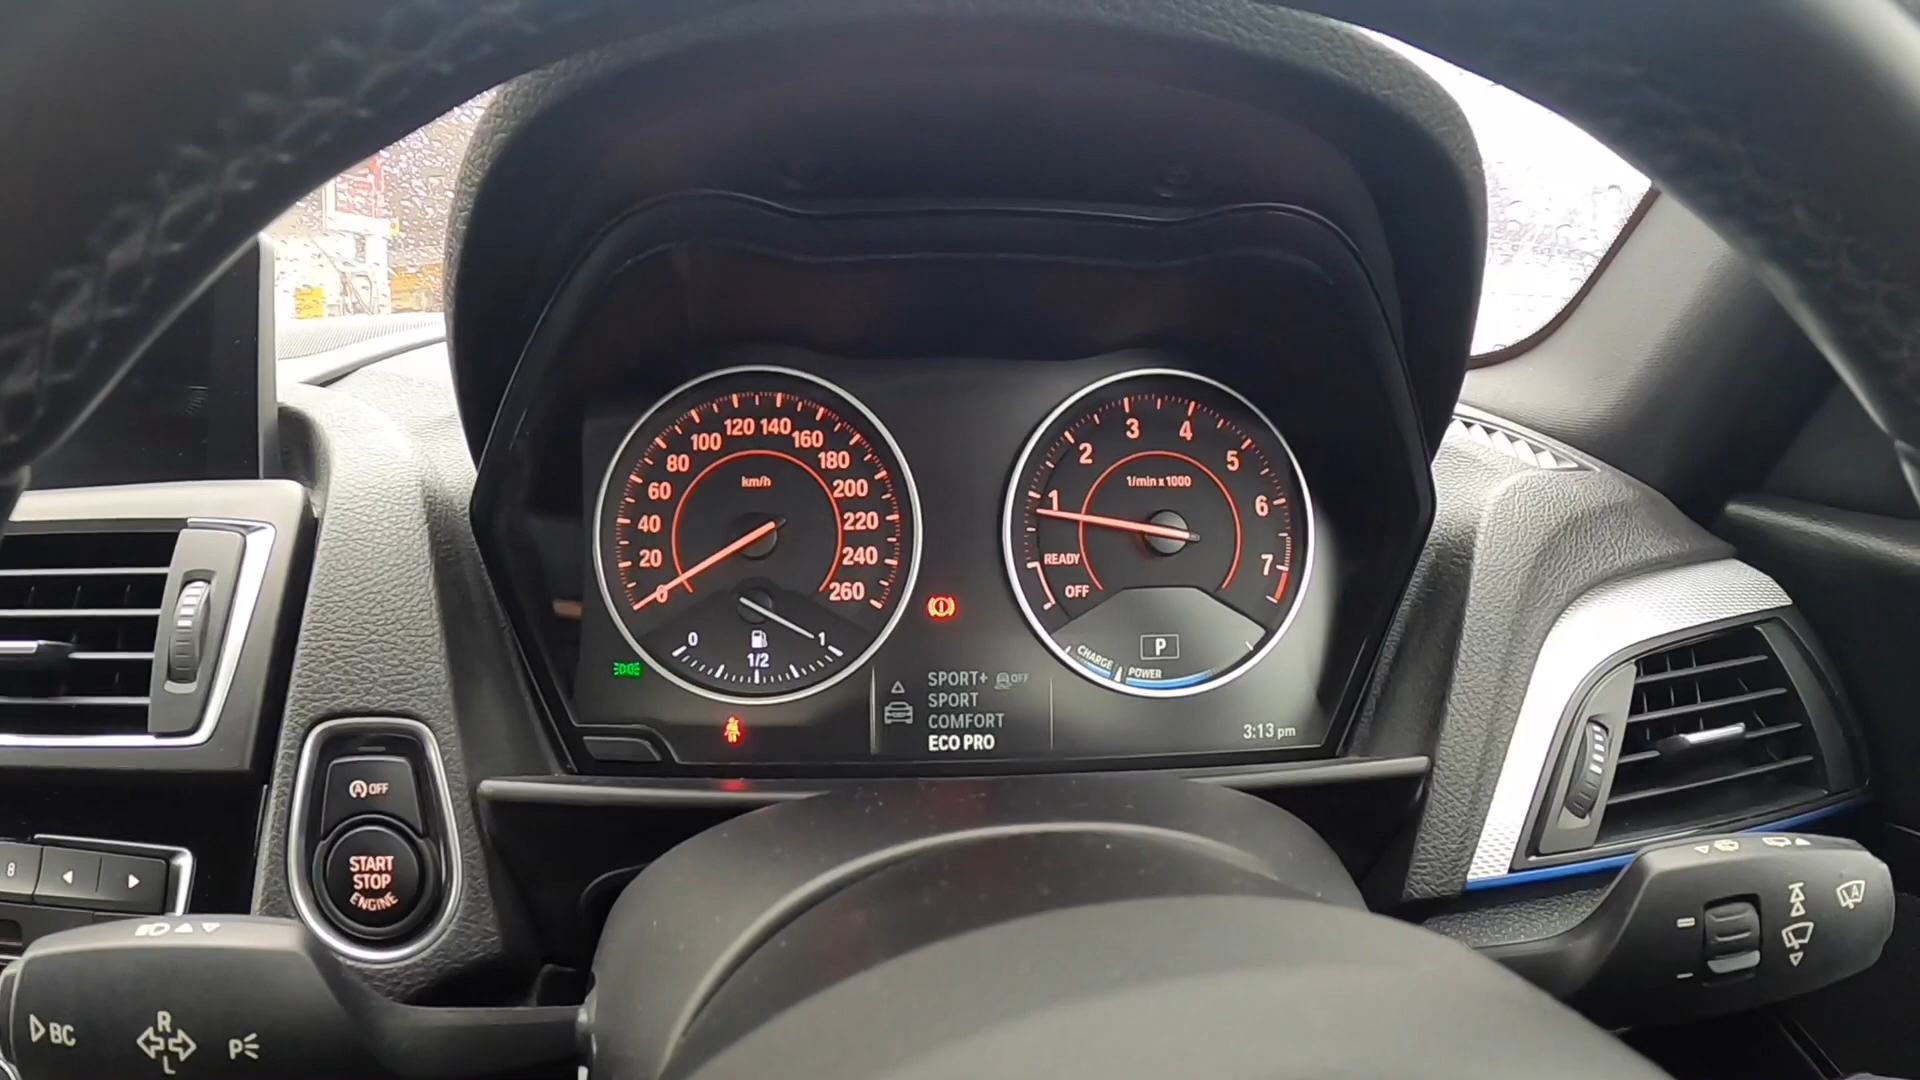 km/h
0
20
40
60
80
100
120
140
160
180
200
220
240
260
0
1/2
1
1/min x 1000
OFF
READY
1
2
3
4
5
6
7
P
CHARGE
POWER
SPORT+ OFF
SPORT
COMFORT
ECO PRO
3:13 pm
A OFF
START
STOP
ENGINE
8
BC
R
L
P
A